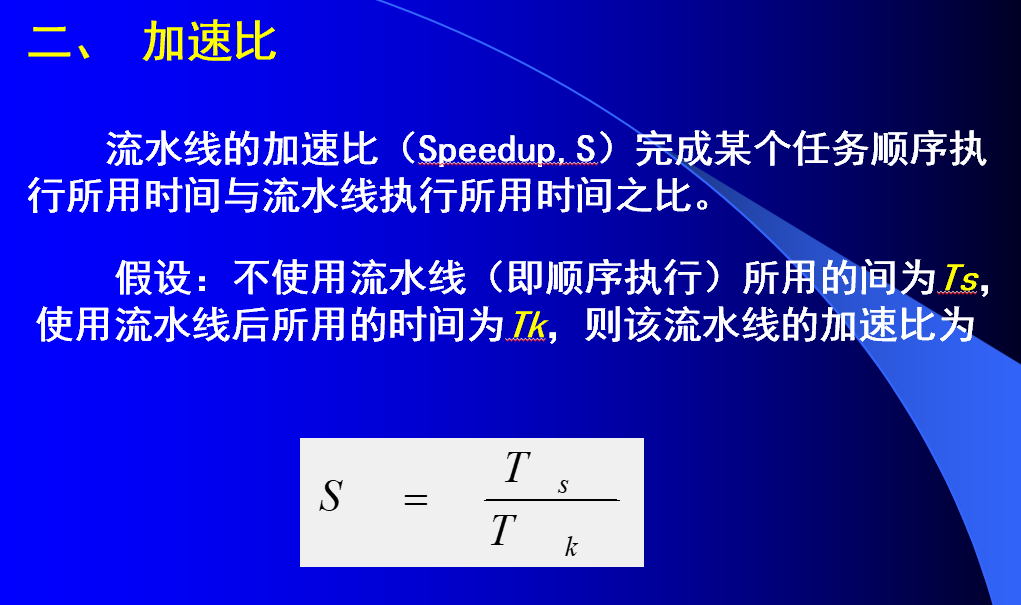 二、 加速比
流水线的加速比（Speedup,S）完成某个任务顺序执
行所用时间与流水线执行所用时间之比。
假设：不使用流水线（即顺序执行）所用的间为Ts，
使用流水线后所用的时间为Tk，则该流水线的加速比为
S = T s
T k